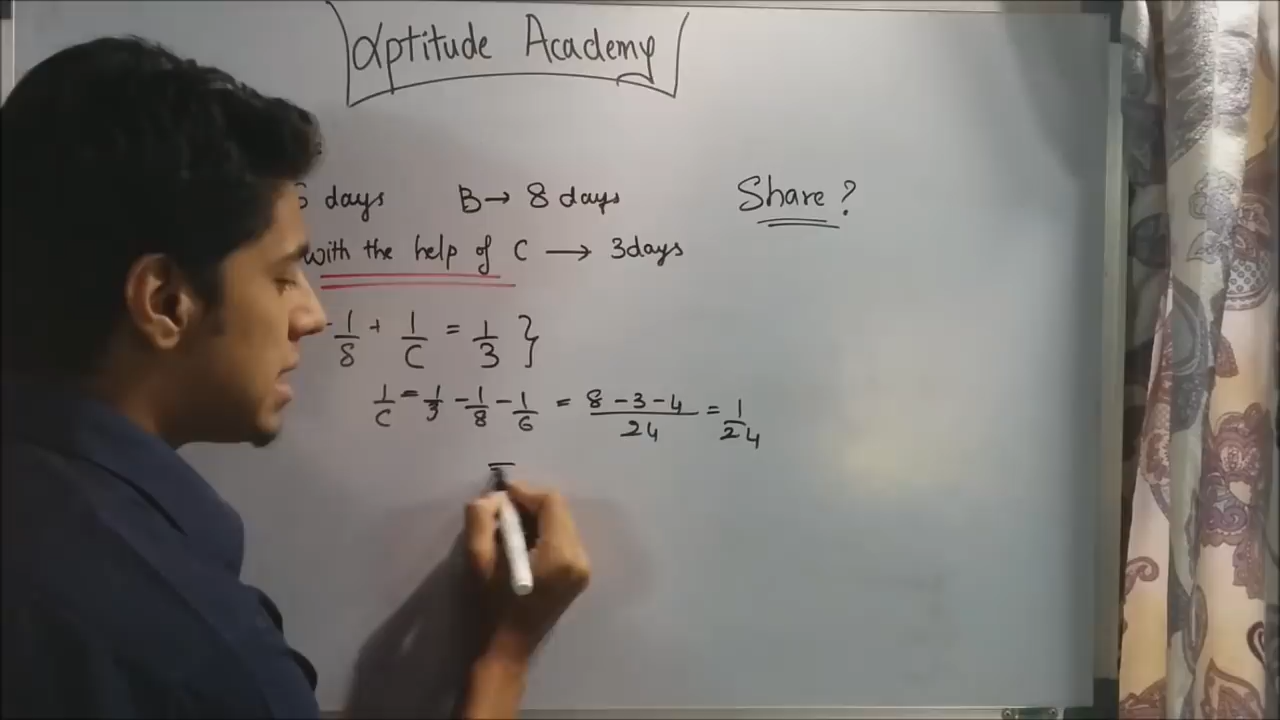 Aptitude Academy
6 days B→ 8 days Share?
with the help of C → 3days
1/8 + 1/C = 1/3 }
1/C = 1/3 - 1/8 - 1/6 = 8-3-4/24 = 1/24
=